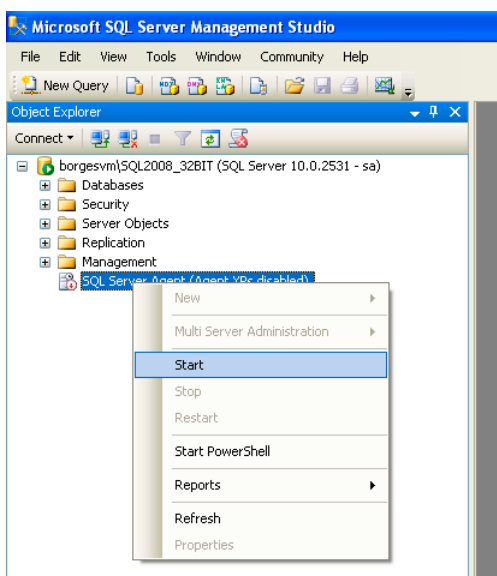 Microsoft SQL Server Management Studio
File Edit View Tools Window Community Help
New Query
Object Explorer
Connect
borgesvm\SQL2008_32BIT (SQL Server 10.0.2531 - sa)
Databases
Security
Server Objects
Replication
Management
SQL Server Agent (Agent XPs disabled)
New
Multi Server Administration
Start
Stop
Restart
Start PowerShell
Reports
Refresh
Properties